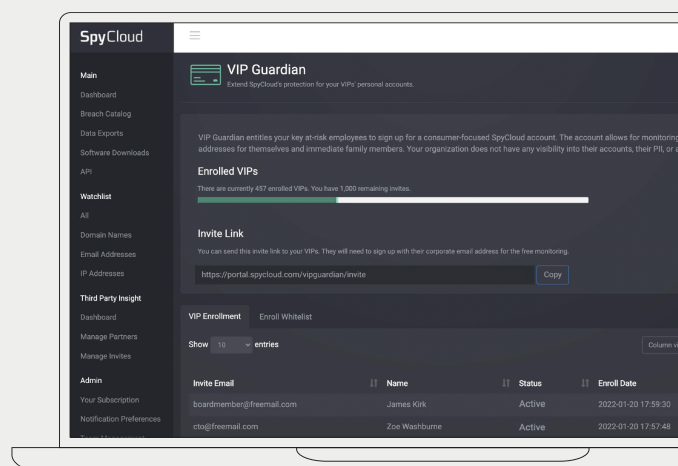 SpyCloud
Main
Dashboard
Breach Catalog
Data Exports
Software Downloads
API
Watchlist
All
Domain Names
Email Addresses
IP Addresses
Third Party Insight
Dashboard
Manage Partners
Manage Invites
Admin
Your Subscription
Notification Preferences
Team Management
VIP Guardian
Extend SpyCloud's protection for your VIPs' personal accounts.
VIP Guardian entitles your key at-risk employees to sign up for a consumer-focused SpyCloud account. The account allows for monitoring
addresses for themselves and immediate family members. Your organization does not have any visibility into their accounts, their PII, or a
Enrolled VIPs
There are currently 457 enrolled VIPs. You have 1,000 remaining invites.
Invite Link
You can send this invite link to your VIPs. They will need to sign up with their corporate email address for the free monitoring.
https://portal.spycloud.com/vipguardian/invite Copy
VIP Enrollment Enroll Whitelist
Show 10 entries
Column vi
Invite Email Name Status Enroll Date
boardmember@freemail.com James Kirk Active 2022-01-20 17:59:30
cto@freemail.com Zoe Washburne Active 2022-01-20 17:57:48